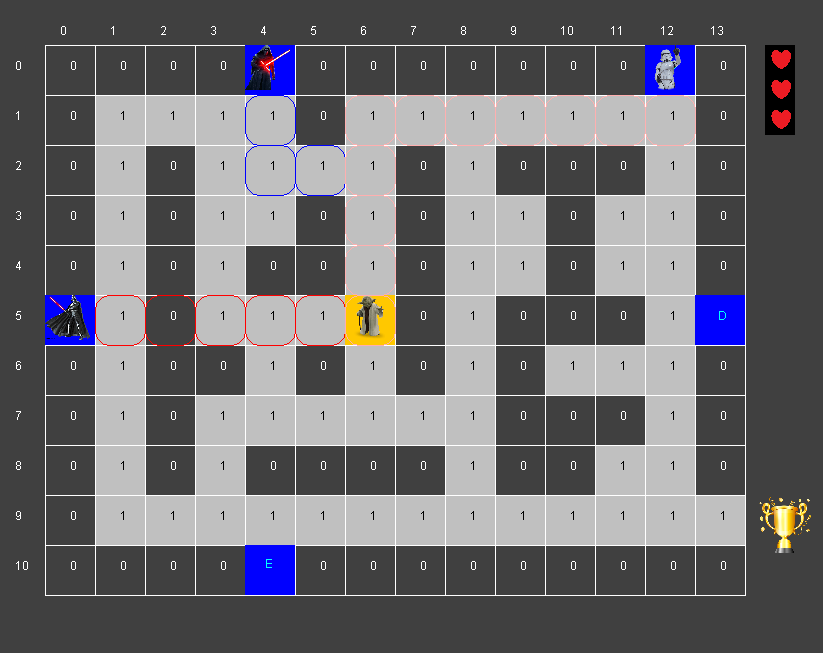 0 1 2 3 4 5 6 7 8 9 10 11 12 13
0 0 0 0 0 0 0 0 0 0 0 0 0
1 0 1 1 1 1 0 1 1 1 1 1 1 1 0
2 0 1 0 1 1 1 1 0 1 0 0 0 1 0
3 0 1 0 1 1 0 1 0 1 1 0 1 1 0
4 0 1 0 1 0 0 1 0 1 1 0 1 1 0
5 1 0 1 1 1 0 1 0 0 0 1 D
6 0 1 0 0 1 0 1 0 1 0 1 1 1 0
7 0 1 0 1 1 1 1 1 1 0 0 0 1 0
8 0 1 0 1 0 0 0 0 1 0 0 1 1 0
9 0 1 1 1 1 1 1 1 1 1 1 1 1 1
10 0 0 0 0 E 0 0 0 0 0 0 0 0 0